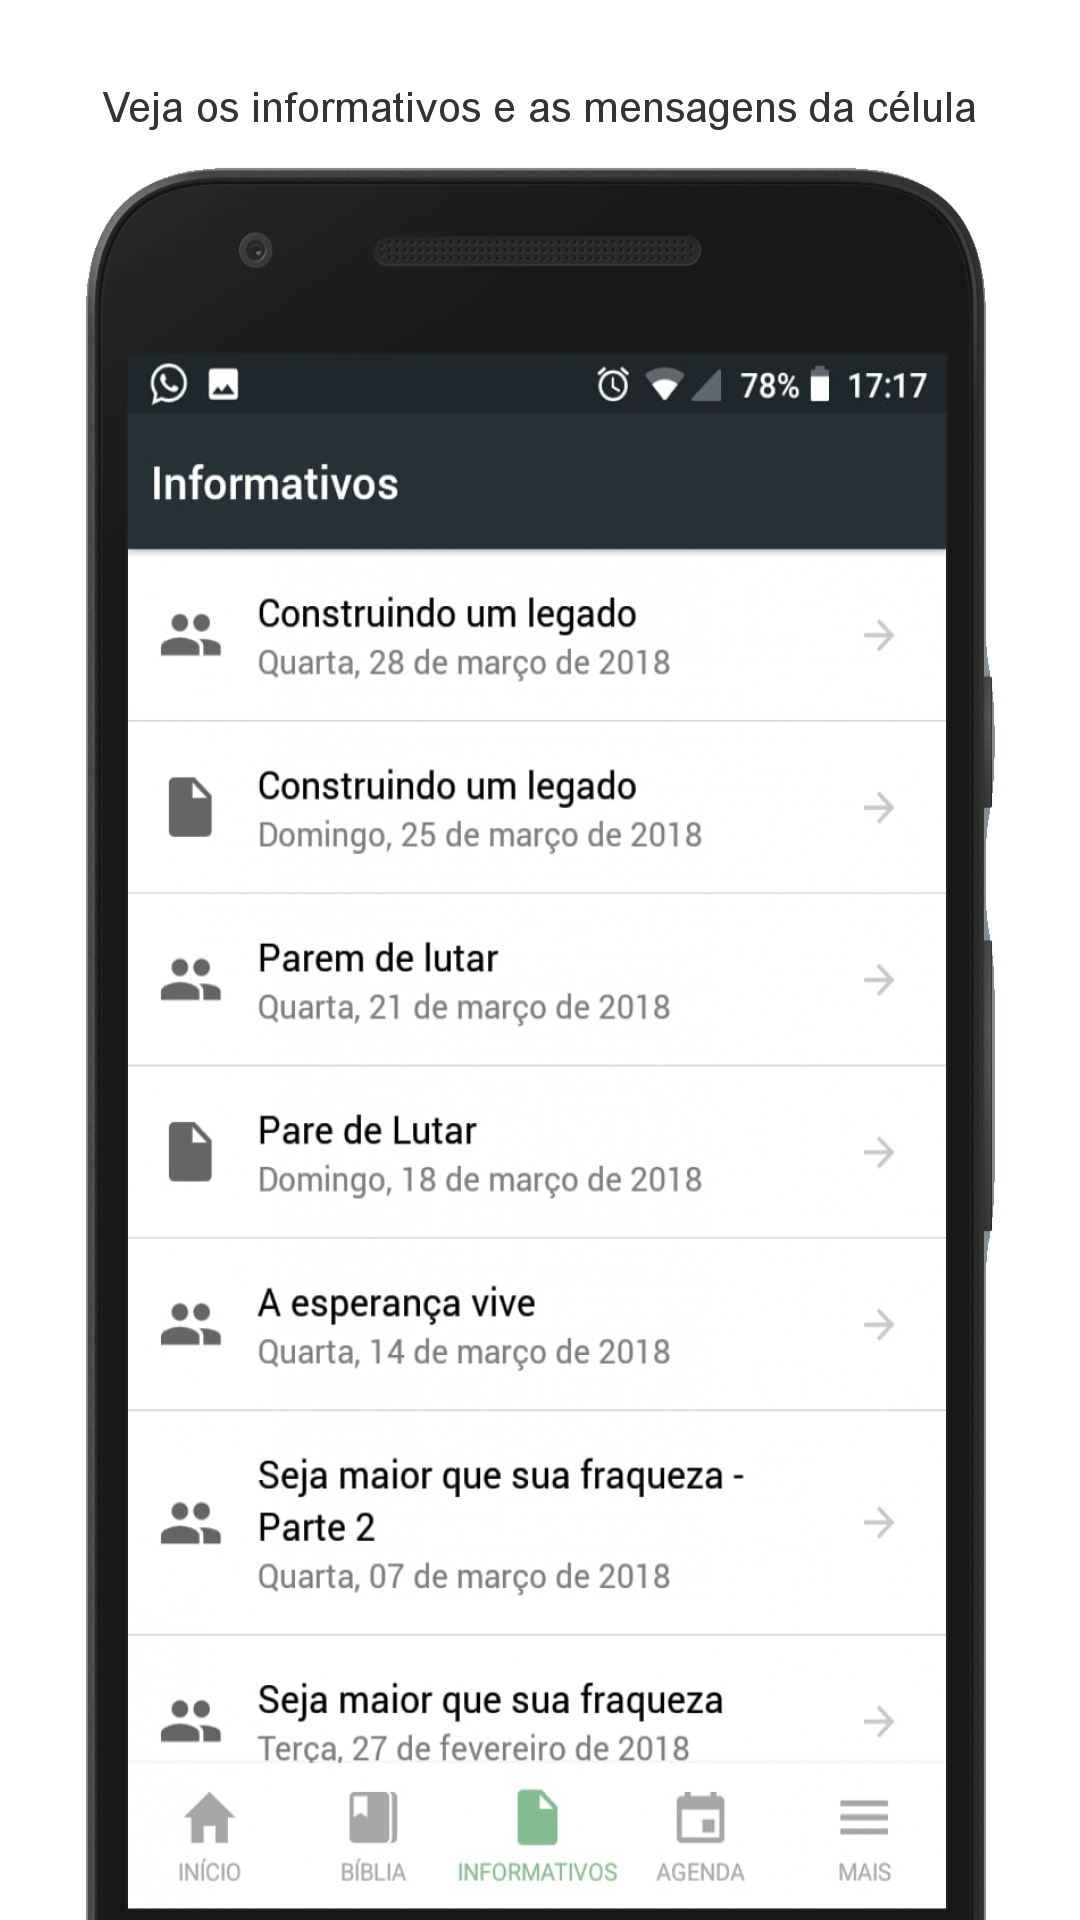 Veja os informativos e as mensagens da célula
78% 17:17
Informativos
Construindo um legado
Quarta, 28 de março de 2018
Construindo um legado
Domingo, 25 de março de 2018
Parem de lutar
Quarta, 21 de março de 2018
Pare de Lutar
Domingo, 18 de março de 2018
A esperança vive
Quarta, 14 de março de 2018
Seja maior que sua fraqueza -
Parte 2
Quarta, 07 de março de 2018
Seja maior que sua fraqueza
Terça, 27 de fevereiro de 2018
INÍCIO BÍBLIA INFORMATIVOS AGENDA MAIS